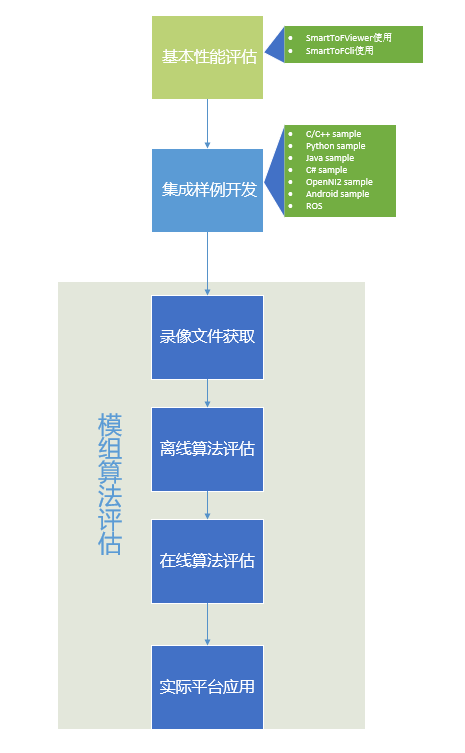 基本性能评估
SmartToFViewer使用
SmartToFCli使用
集成样例开发
C/C++ sample
Python sample
Java sample
C# sample
OpenNI2 sample
Android sample
ROS
模组算法评估
录像文件获取
离线算法评估
在线算法评估
实际平台应用